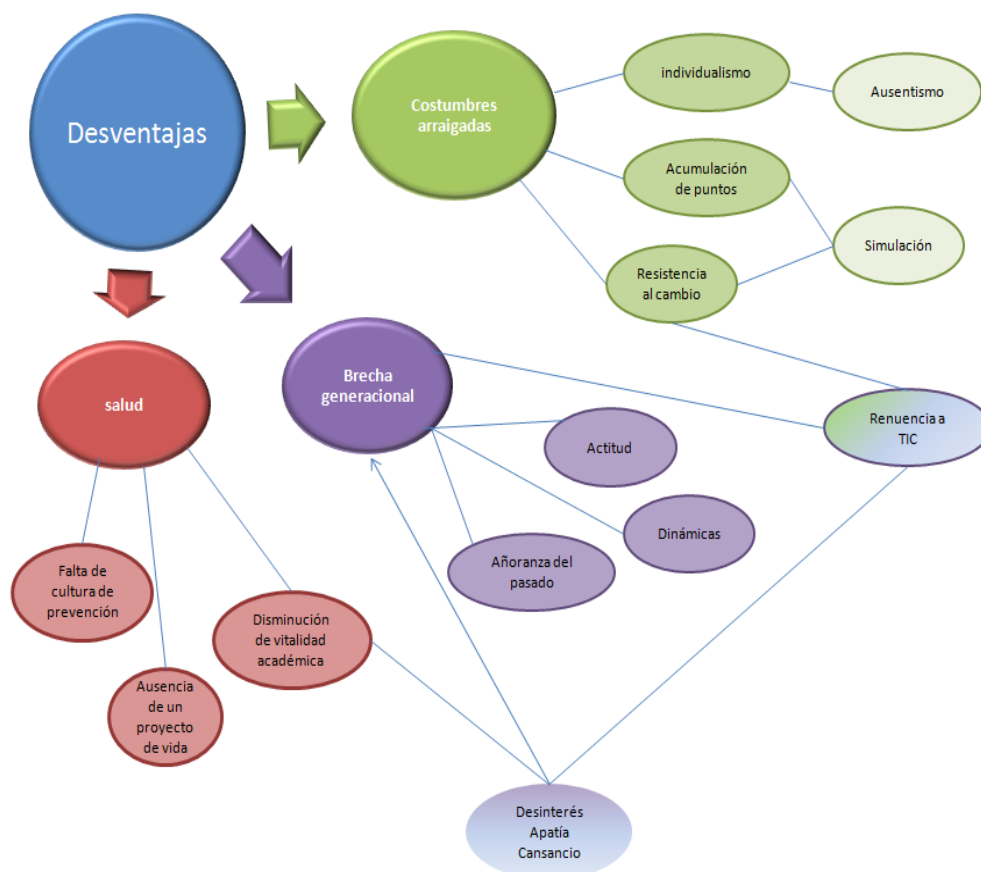 Desventajas
Costumbres
arraigadas
individualismo
Ausentismo
Acumulación
de puntos
Simulación
Resistencia
al cambio
Brecha
generacional
salud
Renuencia a
TIC
Actitud
Dinámicas
Añoranza del
pasado
Falta de
cultura de
prevención
Disminución
de vitalidad
académica
Ausencia
de un
proyecto
de vida
Desinterés
Apatía
Cansancio